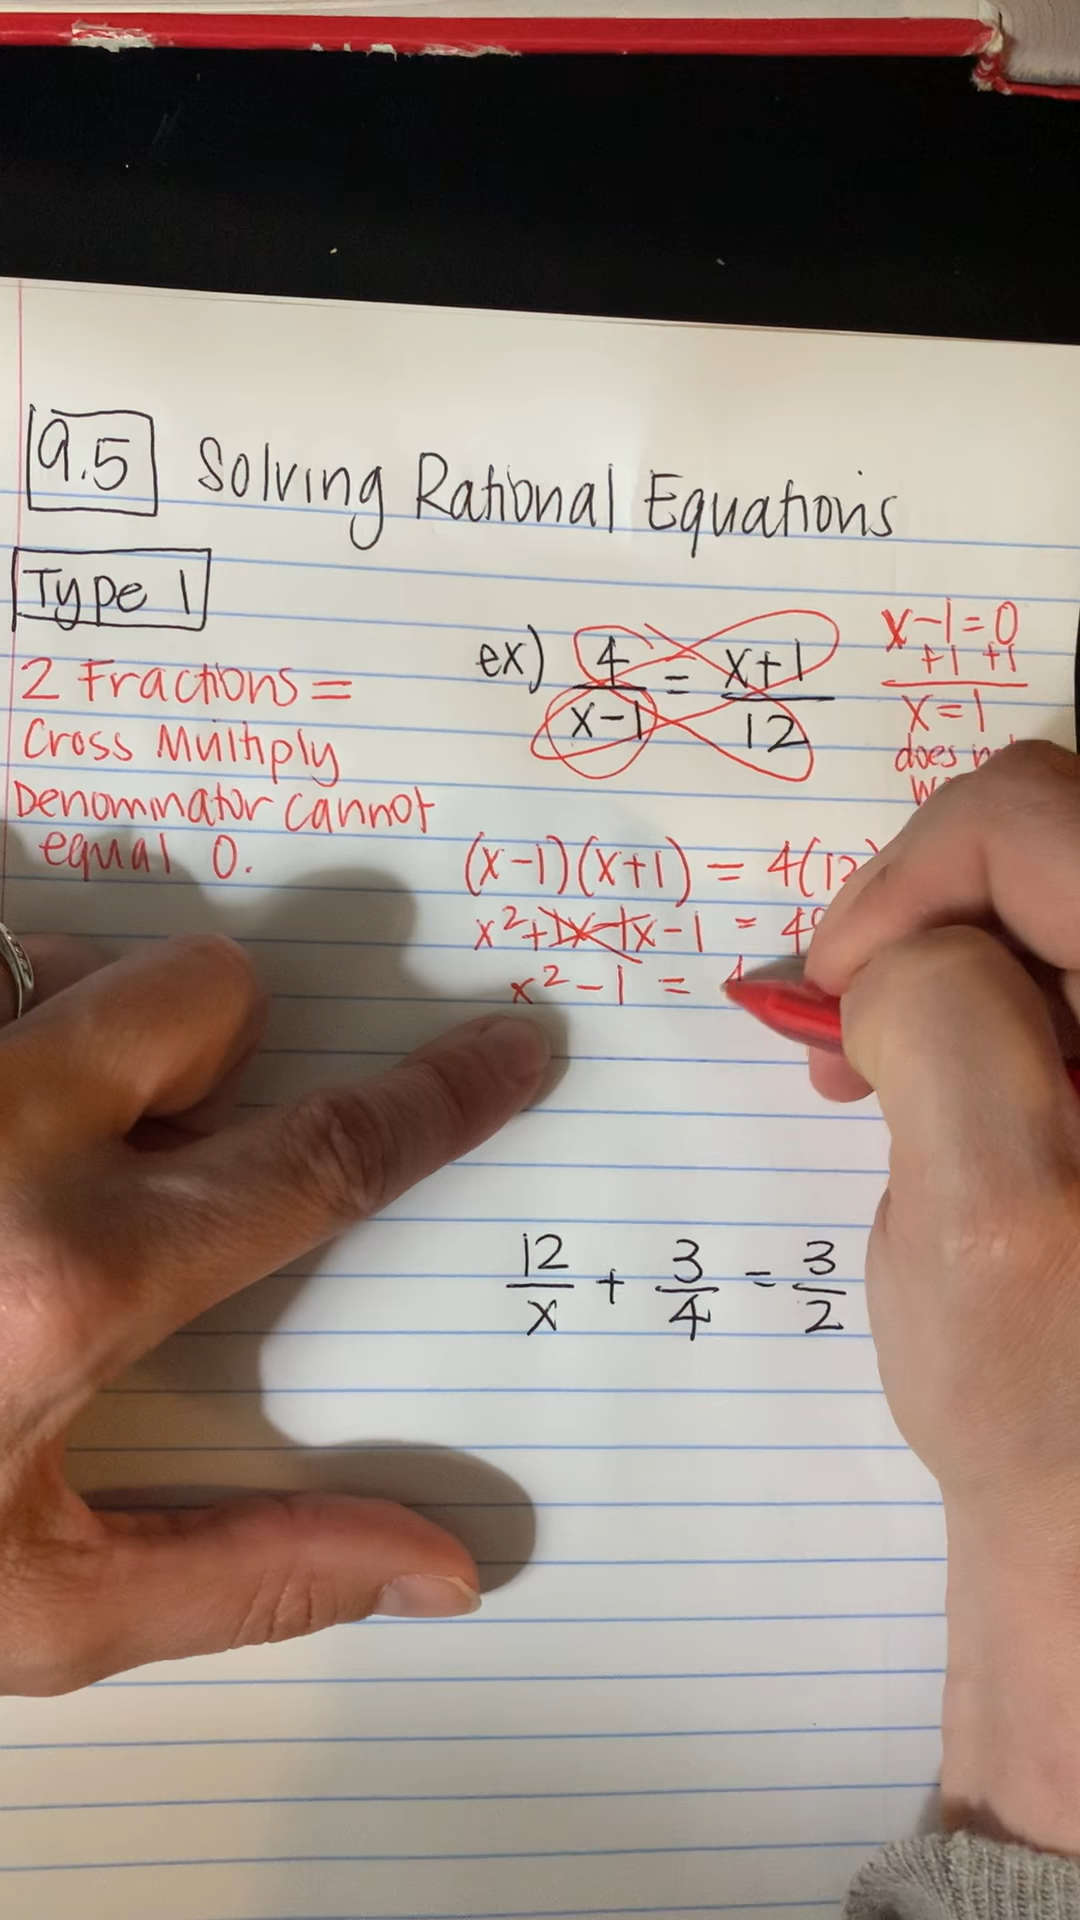 9.5 Solving Rational Equations
Type 1
2 Fractions =
Cross Multiply
Denominator cannot
equal 0.
ex) 4/x-1 = x+1/12
x-1=0
+1 +1
x=1
does
(x-1)(x+1) = 4(12
x²+1x-1x-1 = 48
x²-1 = 4
12/x + 3/4 = 3/2